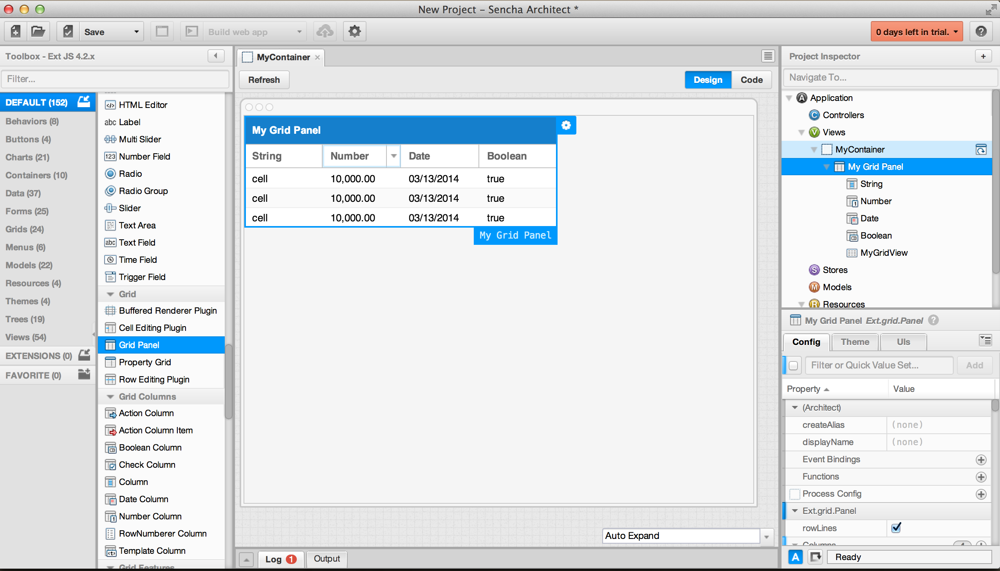 New Project – Sencha Architect *
Save
Build web app
0 days left in trial.
Toolbox - Ext JS 4.2.x
Filter...
DEFAULT (152)
Behaviors (8)
Buttons (4)
Charts (21)
Containers (10)
Data (37)
Forms (25)
Grids (24)
Menus (6)
Models (22)
Resources (4)
Themes (4)
Trees (19)
Views (54)
EXTENSIONS (0)
FAVORITE (0)
HTML Editor
abc Label
Multi Slider
123 Number Field
Radio
Radio Group
Slider
Text Area
abc Text Field
Time Field
Trigger Field
Grid
Buffered Renderer Plugin
Cell Editing Plugin
Grid Panel
Property Grid
Row Editing Plugin
Grid Columns
Action Column
Action Column Item
Boolean Column
Check Column
Column
Date Column
Number Column
RowNumberer Column
Template Column
Grid Features
MyContainer
Refresh
Design Code
My Grid Panel
String Number Date Boolean
cell 10,000.00 03/13/2014 true
cell 10,000.00 03/13/2014 true
cell 10,000.00 03/13/2014 true
My Grid Panel
Auto Expand
Log 1 Output
Project Inspector
Navigate To...
A Application
C Controllers
V Views
MyContainer
My Grid Panel
String
1 Number
Date
Boolean
MyGridView
S Stores
M Models
R Resources
My Grid Panel Ext.grid.Panel ?
Config Theme UIs
Filter or Quick Value Set... Add
Property Value
(Architect)
createAlias (none)
displayName (none)
Event Bindings
Functions
Process Config
Ext.grid.Panel
rowLines
Columns 4
A Ready